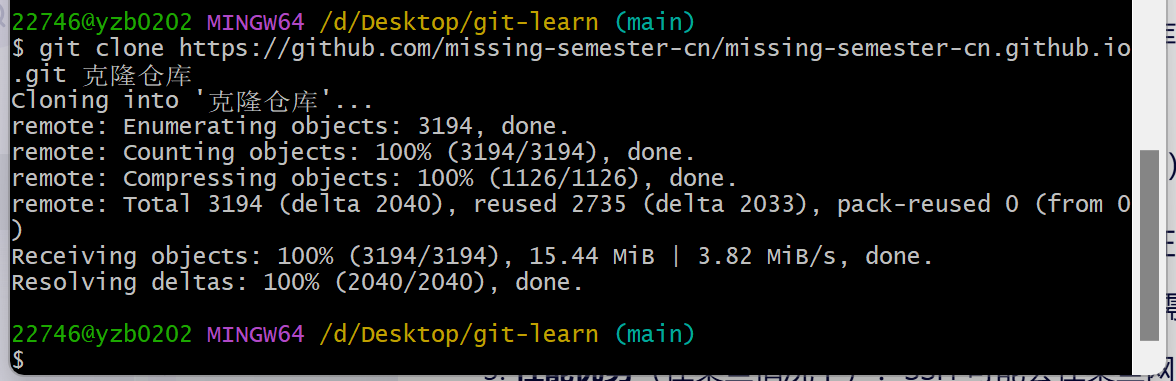 22746@yzb0202 MINGW64 /d/Desktop/git-learn (main)
$ git clone https://github.com/missing-semester-cn/missing-semester-cn.github.io
.git 克隆仓库
Cloning into '克隆仓库'...
remote: Enumerating objects: 3194, done.
remote: Counting objects: 100% (3194/3194), done.
remote: Compressing objects: 100% (1126/1126), done.
remote: Total 3194 (delta 2040), reused 2735 (delta 2033), pack-reused 0 (from 0
)
Receiving objects: 100% (3194/3194), 15.44 MiB | 3.82 MiB/s, done.
Resolving deltas: 100% (2040/2040), done.
22746@yzb0202 MINGW64 /d/Desktop/git-learn (main)
$